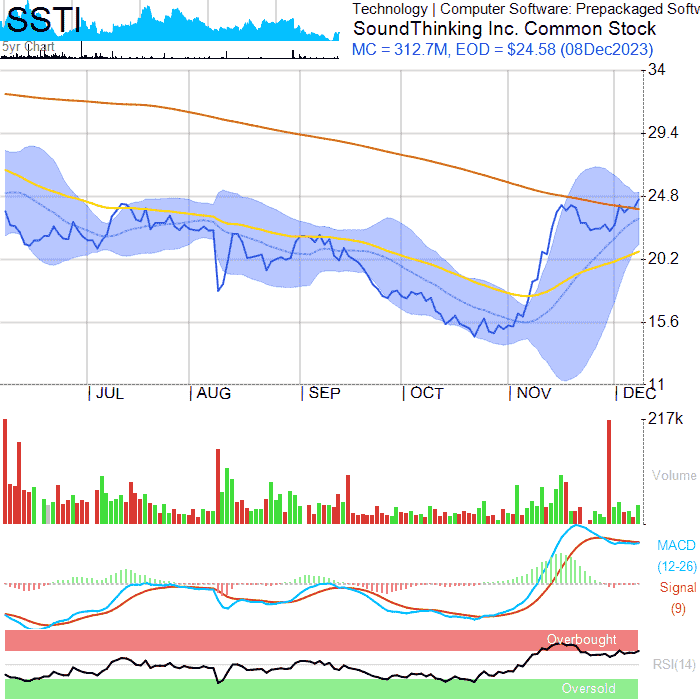 SSTI
5yr Chart
Technology | Computer Software: Prepackaged Softw
SoundThinking Inc. Common Stock
MC = 312.7M, EOD = $24.58 (08Dec2023)
34
29.4
24.8
20.2
15.6
11
JUL AUG SEP OCT NOV DEC
217k
Volume
MACD
(12-26)
Signal
(9)
Overbought
RSI(14)
Oversold